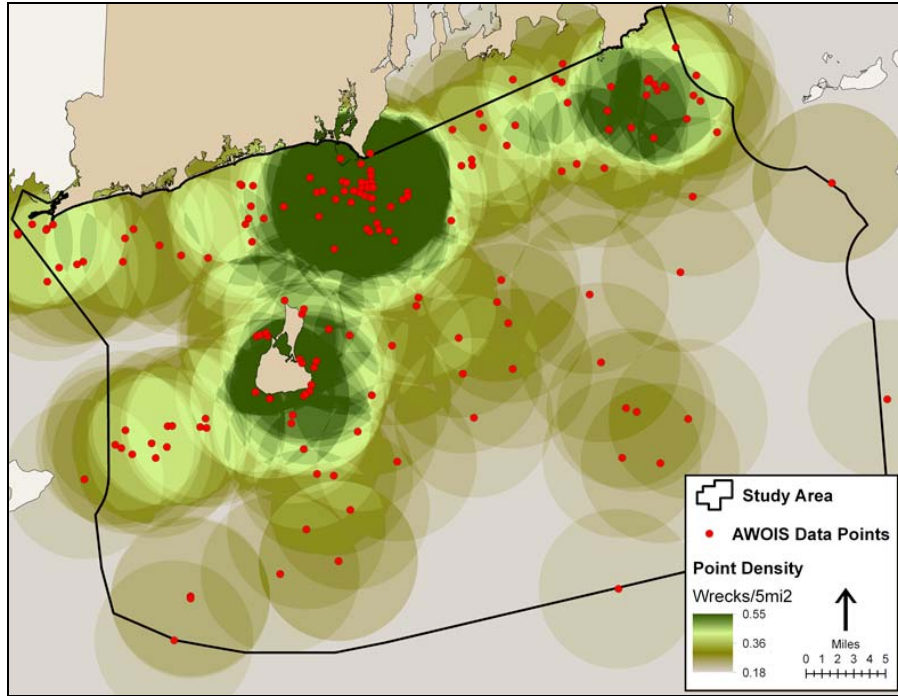 Study Area
AWOIS Data Points
Point Density
Wrecks/5mi2
0.55
0.36
0.18
Miles
0 1 2 3 4 5